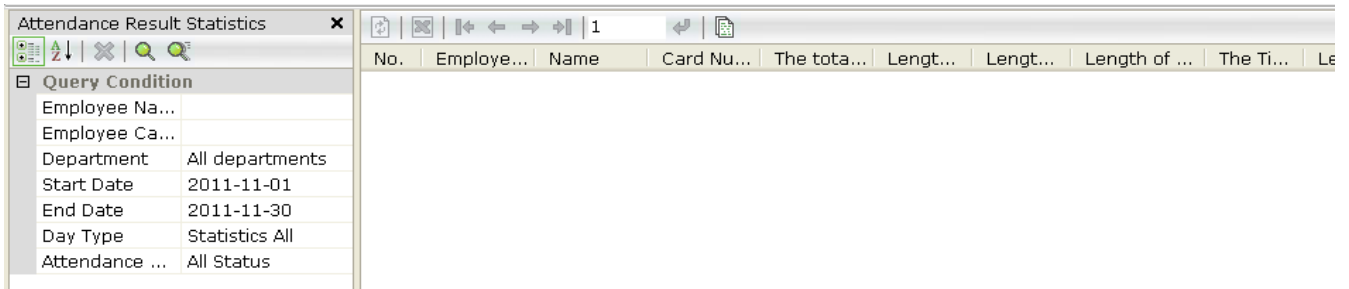 Attendance Result Statistics
1
No. Employe... Name Card Nu... The tota... Lengt... Lengt... Length of ... The Ti... Le
Query Condition
Employee Na...
Employee Ca...
Department All departments
Start Date 2011-11-01
End Date 2011-11-30
Day Type Statistics All
Attendance ... All Status